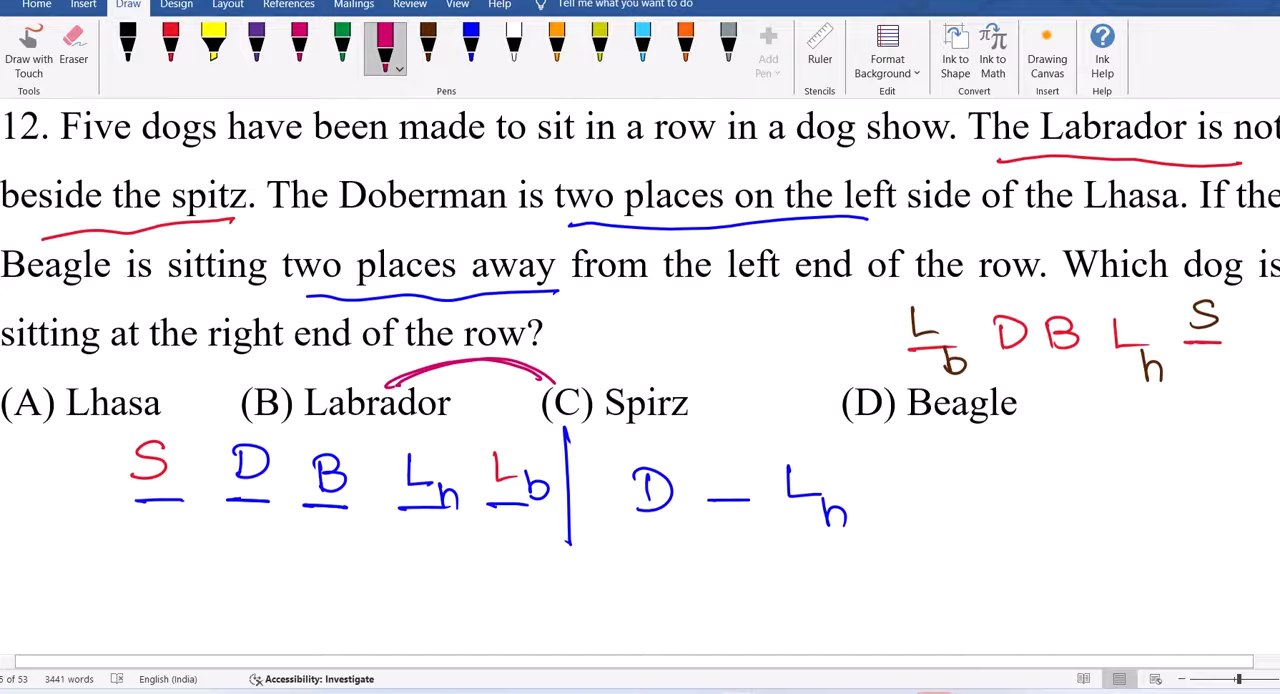 Home Insert Draw Design Layout References Mailings Review View Help Tell me what you want to do
Draw with Touch Eraser Add Pen Ruler Format Background Ink to Shape Ink to Math Drawing Canvas Ink Help
Tools Pens Stencils Edit Convert Insert Help
12. Five dogs have been made to sit in a row in a dog show. The Labrador is not
beside the spitz. The Doberman is two places on the left side of the Lhasa. If the
Beagle is sitting two places away from the left end of the row. Which dog is
sitting at the right end of the row?
Lb D B Lh S
(A) Lhasa (B) Labrador (C) Spirz (D) Beagle
S D B Lh Lb D _ Lh
5 of 53 3441 words English (India) Accessibility: Investigate